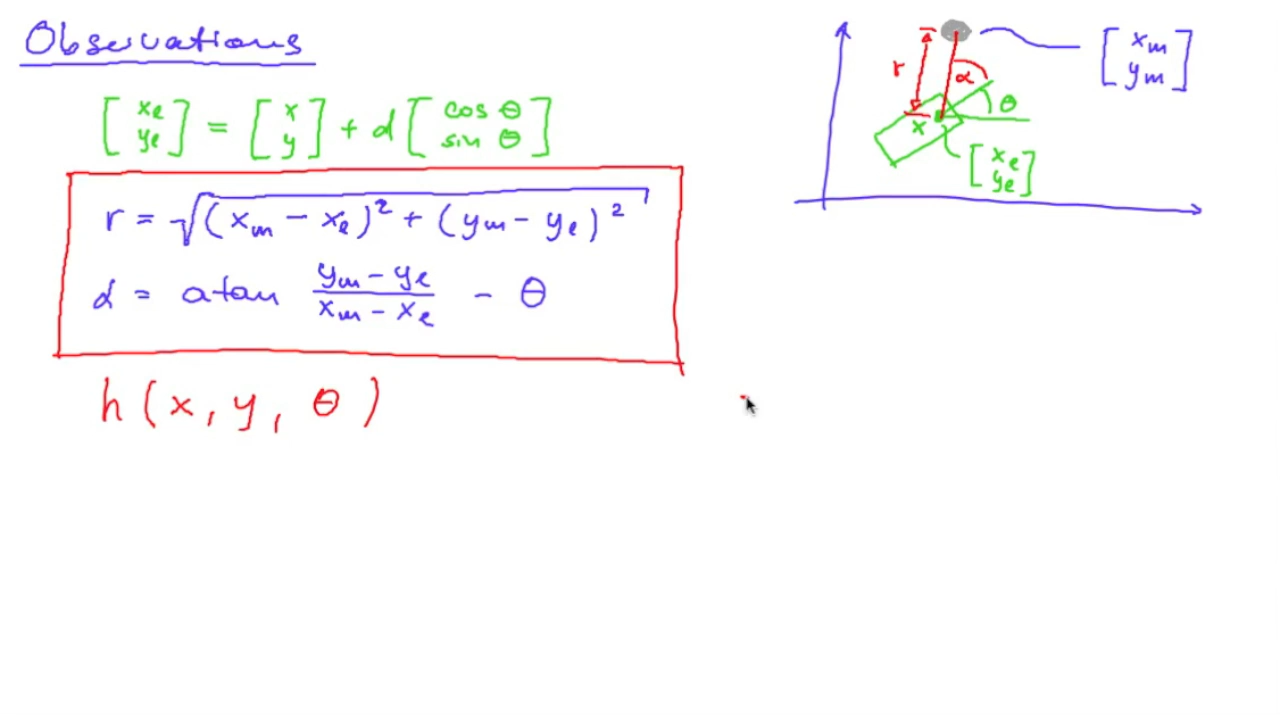 Observations
[ xe ye ] = [ x y ] + d [ cos θ sin θ ]
r = √(xm − xe)² + (ym − ye)²
α = atan (ym − ye)/(xm − xe) − θ
h ( x, y, θ )
r
α
θ
x
[ xm ym ]
[ xe ye ]